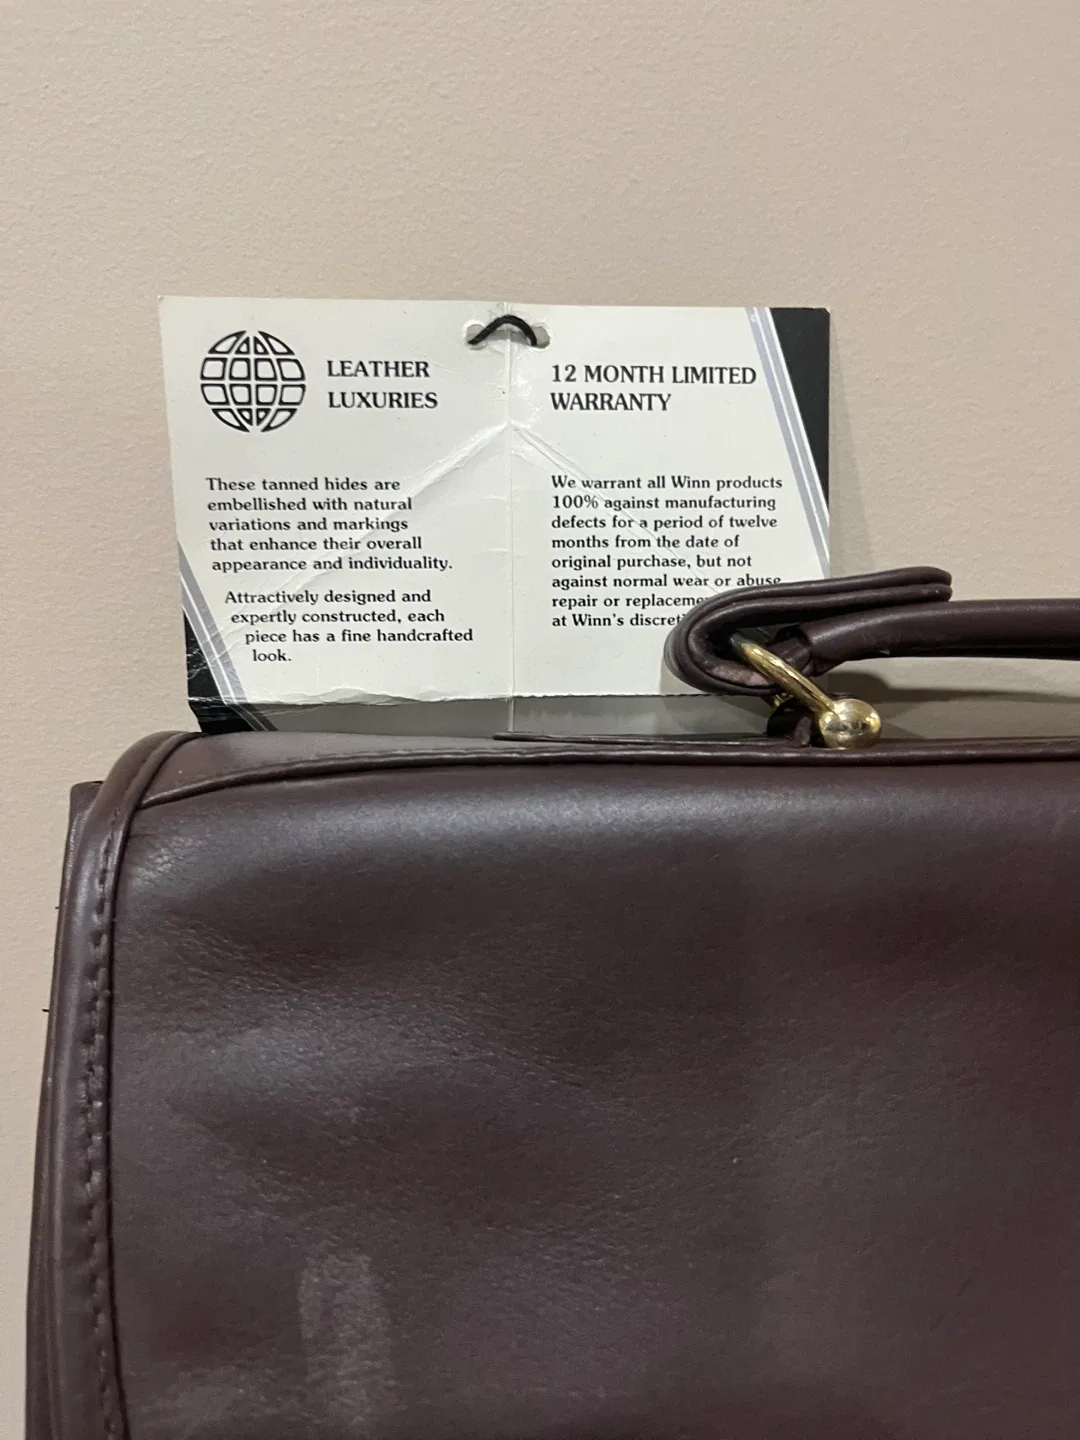 LEATHER
LUXURIES
These tanned hides are
embellished with natural
variations and markings
that enhance their overall
appearance and individuality.
Attractively designed and
expertly constructed, each
piece has a fine handcrafted
look.
12 MONTH LIMITED
WARRANTY
We warrant all Winn products
100% against manufacturing
defects for a period of twelve
months from the date of
original purchase, but not
against normal wear or abuse
repair or
at Winn's